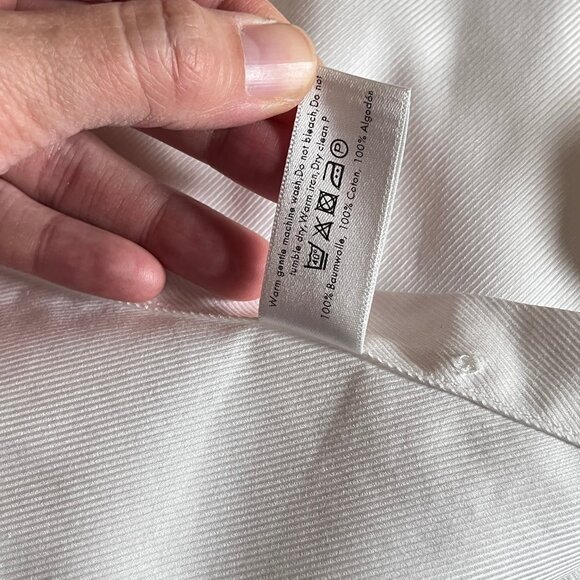 Warm gentle machine wash,Do not bleach,Do not
tumble dry,Warm iron,Dry clean P
40° P
100% Baumwolle, 100% Coton, 100% Algodón